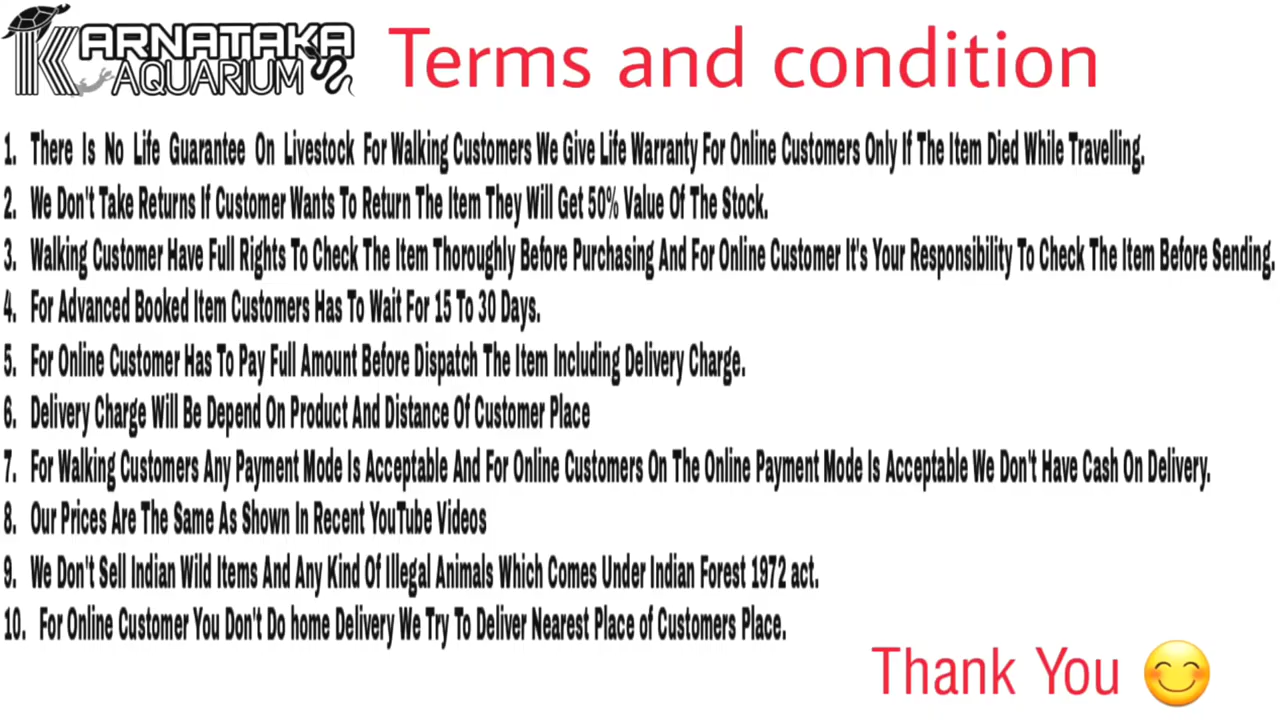 KARNATAKA
AQUARIUM
Terms and condition
1. There Is No Life Guarantee On Livestock For Walking Customers We Give Life Warranty For Online Customers Only If The Item Died While Travelling.
2. We Don't Take Returns If Customer Wants To Return The Item They Will Get 50% Value Of The Stock.
3. Walking Customer Have Full Rights To Check The Item Thoroughly Before Purchasing And For Online Customer It's Your Responsibility To Check The Item Before Sending.
4. For Advanced Booked Item Customers Has To Wait For 15 To 30 Days.
5. For Online Customer Has To Pay Full Amount Before Dispatch The Item Including Delivery Charge.
6. Delivery Charge Will Be Depend On Product And Distance Of Customer Place
7. For Walking Customers Any Payment Mode Is Acceptable And For Online Customers On The Online Payment Mode Is Acceptable We Don't Have Cash On Delivery.
8. Our Prices Are The Same As Shown In Recent YouTube Videos
9. We Don't Sell Indian Wild Items And Any Kind Of Illegal Animals Which Comes Under Indian Forest 1972 act.
10. For Online Customer You Don't Do home Delivery We Try To Deliver Nearest Place of Customers Place.
Thank You 😊